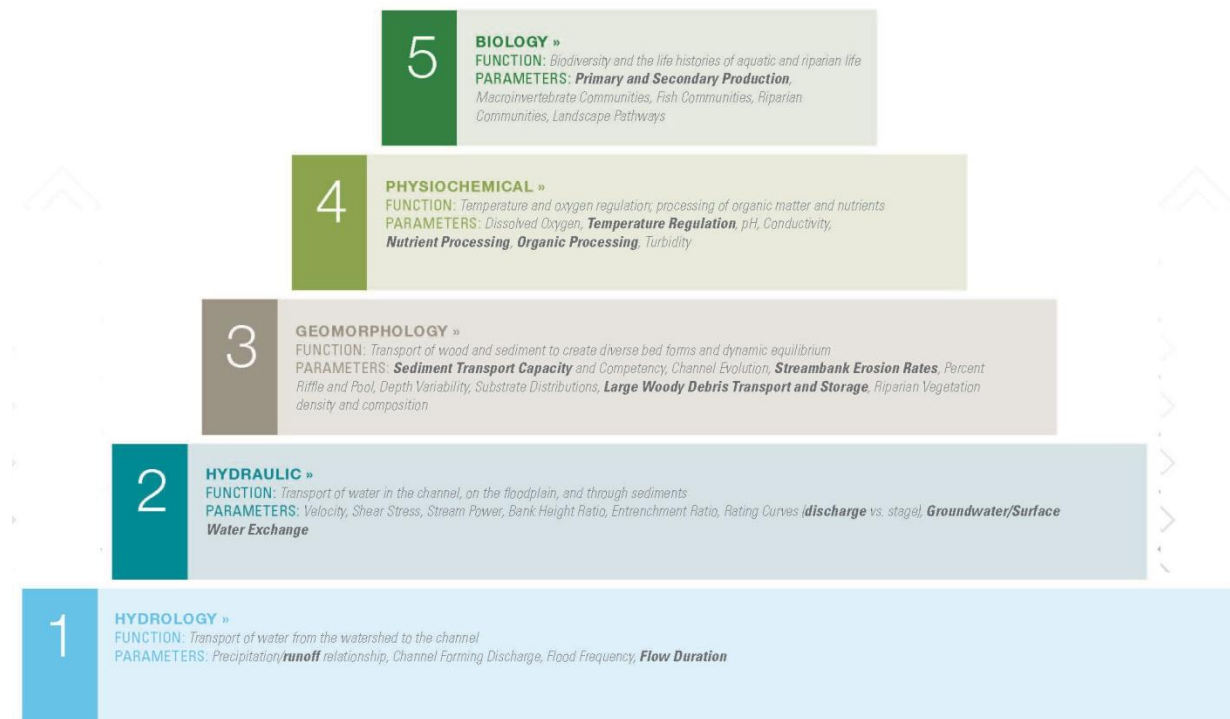 5
BIOLOGY »
FUNCTION: Biodiversity and the life histories of aquatic and riparian life
PARAMETERS: Primary and Secondary Production,
Macroinvertebrate Communities, Fish Communities, Riparian
Communities, Landscape Pathways
4
PHYSIOCHEMICAL »
FUNCTION: Temperature and oxygen regulation; processing of organic matter and nutrients
PARAMETERS: Dissolved Oxygen, Temperature Regulation, pH, Conductivity,
Nutrient Processing, Organic Processing, Turbidity
3
GEOMORPHOLOGY »
FUNCTION: Transport of wood and sediment to create diverse bed forms and dynamic equilibrium
PARAMETERS: Sediment Transport Capacity and Competency, Channel Evolution, Streambank Erosion Rates, Percent
Riffle and Pool, Depth Variability, Substrate Distributions, Large Woody Debris Transport and Storage, Riparian Vegetation
density and composition
2
HYDRAULIC »
FUNCTION: Transport of water in the channel, on the floodplain, and through sediments
PARAMETERS: Velocity, Shear Stress, Stream Power, Bank Height Ratio, Entrenchment Ratio, Rating Curves (discharge vs. stage), Groundwater/Surface
Water Exchange
1
HYDROLOGY »
FUNCTION: Transport of water from the watershed to the channel
PARAMETERS: Precipitation/runoff relationship, Channel Forming Discharge, Flood Frequency, Flow Duration